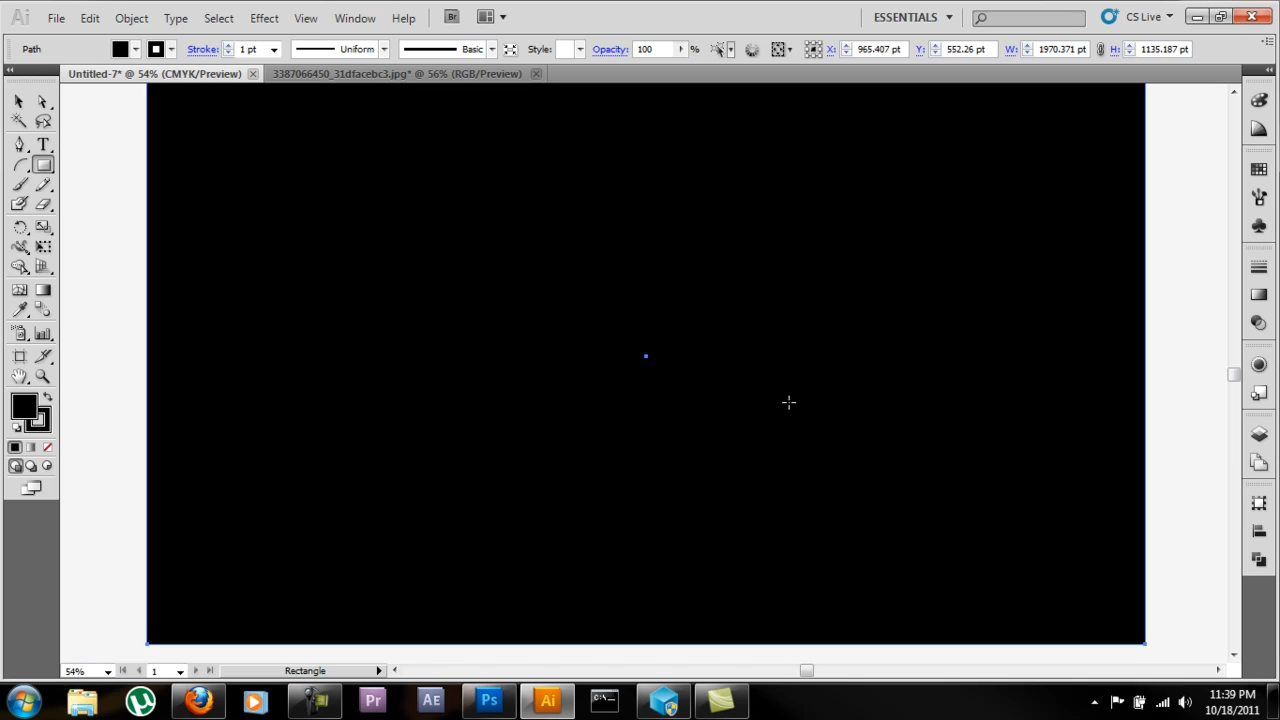 Ai File Edit Object Type Select Effect View Window Help Br ESSENTIALS CS Live
Path Stroke: 1 pt Uniform Basic Style: Opacity: 100 % X: 965.407 pt Y: 552.26 pt W: 1970.371 pt H: 1135.187 pt
Untitled-7* @ 54% (CMYK/Preview) 3387066450_31dfacebc3.jpg* @ 56% (RGB/Preview)
T
54% 1 Rectangle
Pr AE Ps Ai C:\. 11:39 PM
10/18/2011